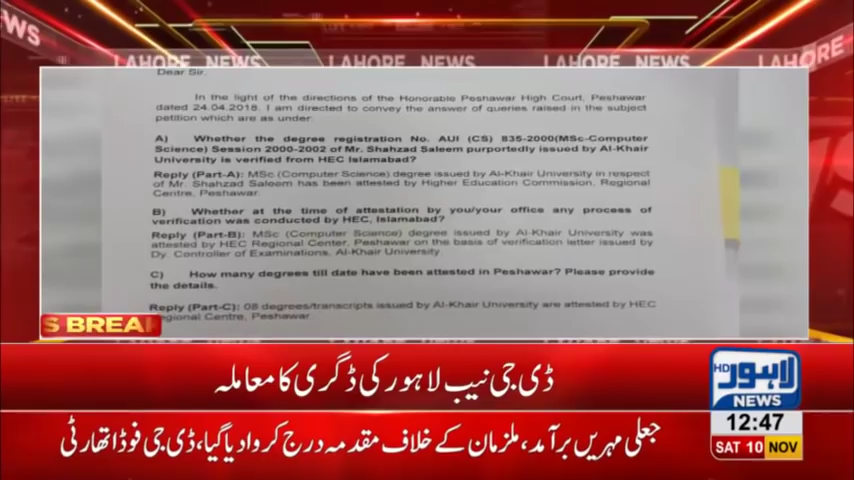 WS
LAHORE NEWS
LAHORE NEWS
LAHORE
Dear Sir,
In the light of the directions of the Honorable Peshawar High Court, Peshawar
dated 24.04.2018, I am directed to convey the answer of queries raised in the subject
petition which are as under:
A) Whether the degree registration No. AUI (CS) 835-2000(MSc-Computer
Science) Session 2000-2002 of Mr. Shahzad Saleem purportedly issued by Al-Khair
University is verified from HEC Islamabad?
Reply (Part-A): MSc (Computer Science) degree issued by Al-Khair University in respect
of Mr. Shahzad Saleem has been attested by Higher Education Commission, Regional
Centre, Peshawar.
B) Whether at the time of attestation by you/your office any process of
verification was conducted by HEC, Islamabad?
Reply (Part-B): MSc (Computer Science) degree issued by Al-Khair University was
attested by HEC Regional Center, Peshawar on the basis of verification letter issued by
Dy. Controller of Examinations, Al-Khair University.
C) How many degrees till date have been attested in Peshawar? Please provide
the details.
Reply (Part-C): 08 degrees/transcripts issued by Al-Khair University are attested by HEC
Regional Centre, Peshawar
S BREAK
ڈی جی نیب لاہور کی ڈگری کا معاملہ
جعلی مہریں برآمد، ملزمان کے خلاف مقدمہ درج کروا دیا گیا، ڈی جی فوڈ اتھارٹی
HD
لاہور
NEWS
12:47
SAT 10 NOV